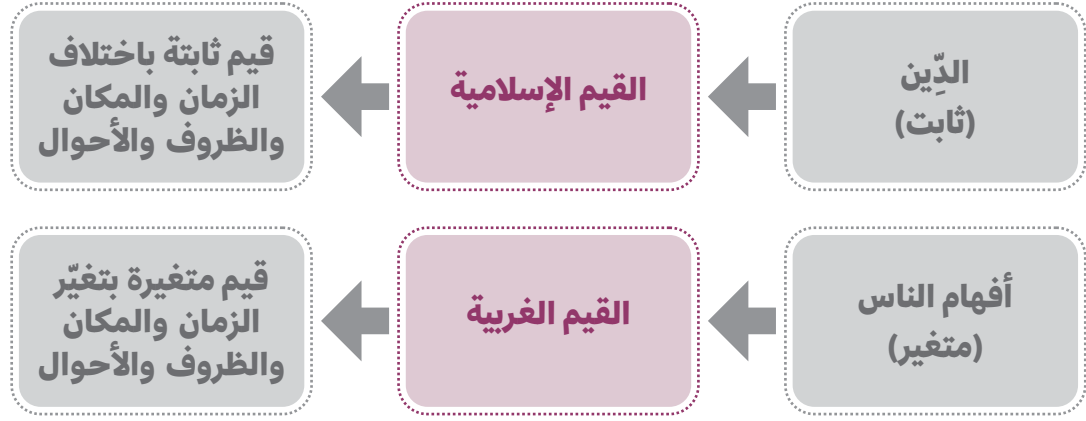 الدِّين
(ثابت)
القيم الإسلامية
قيم ثابتة باختلاف
الزمان والمكان
والظروف والأحوال
أفهام الناس
(متغير)
القيم الغربية
قيم متغيرة بتغيّر
الزمان والمكان
والظروف والأحوال